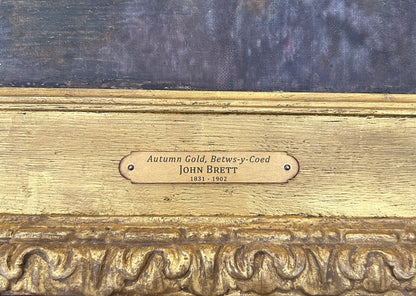 Autumn Gold, Betws-y-Coed
JOHN BRETT
1831 - 1902